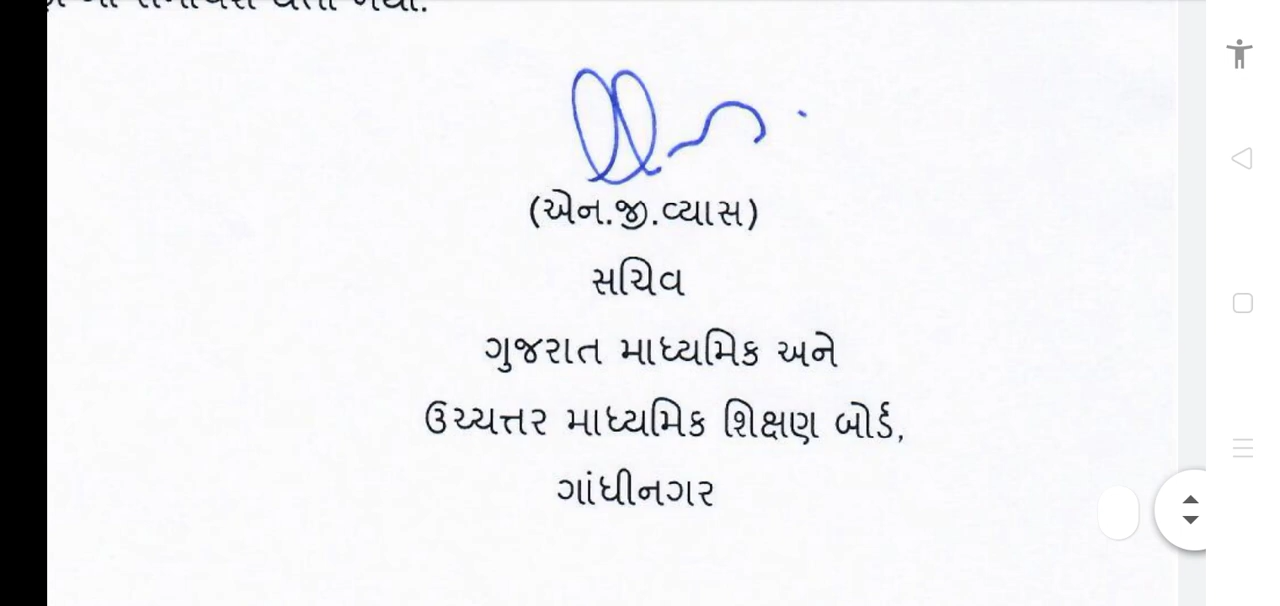 (એન.જી.વ્યાસ)
સચિવ
ગુજરાત માધ્યમિક અને
ઉચ્ચત્તર માધ્યમિક શિક્ષણ બોર્ડ,
ગાંધીનગર